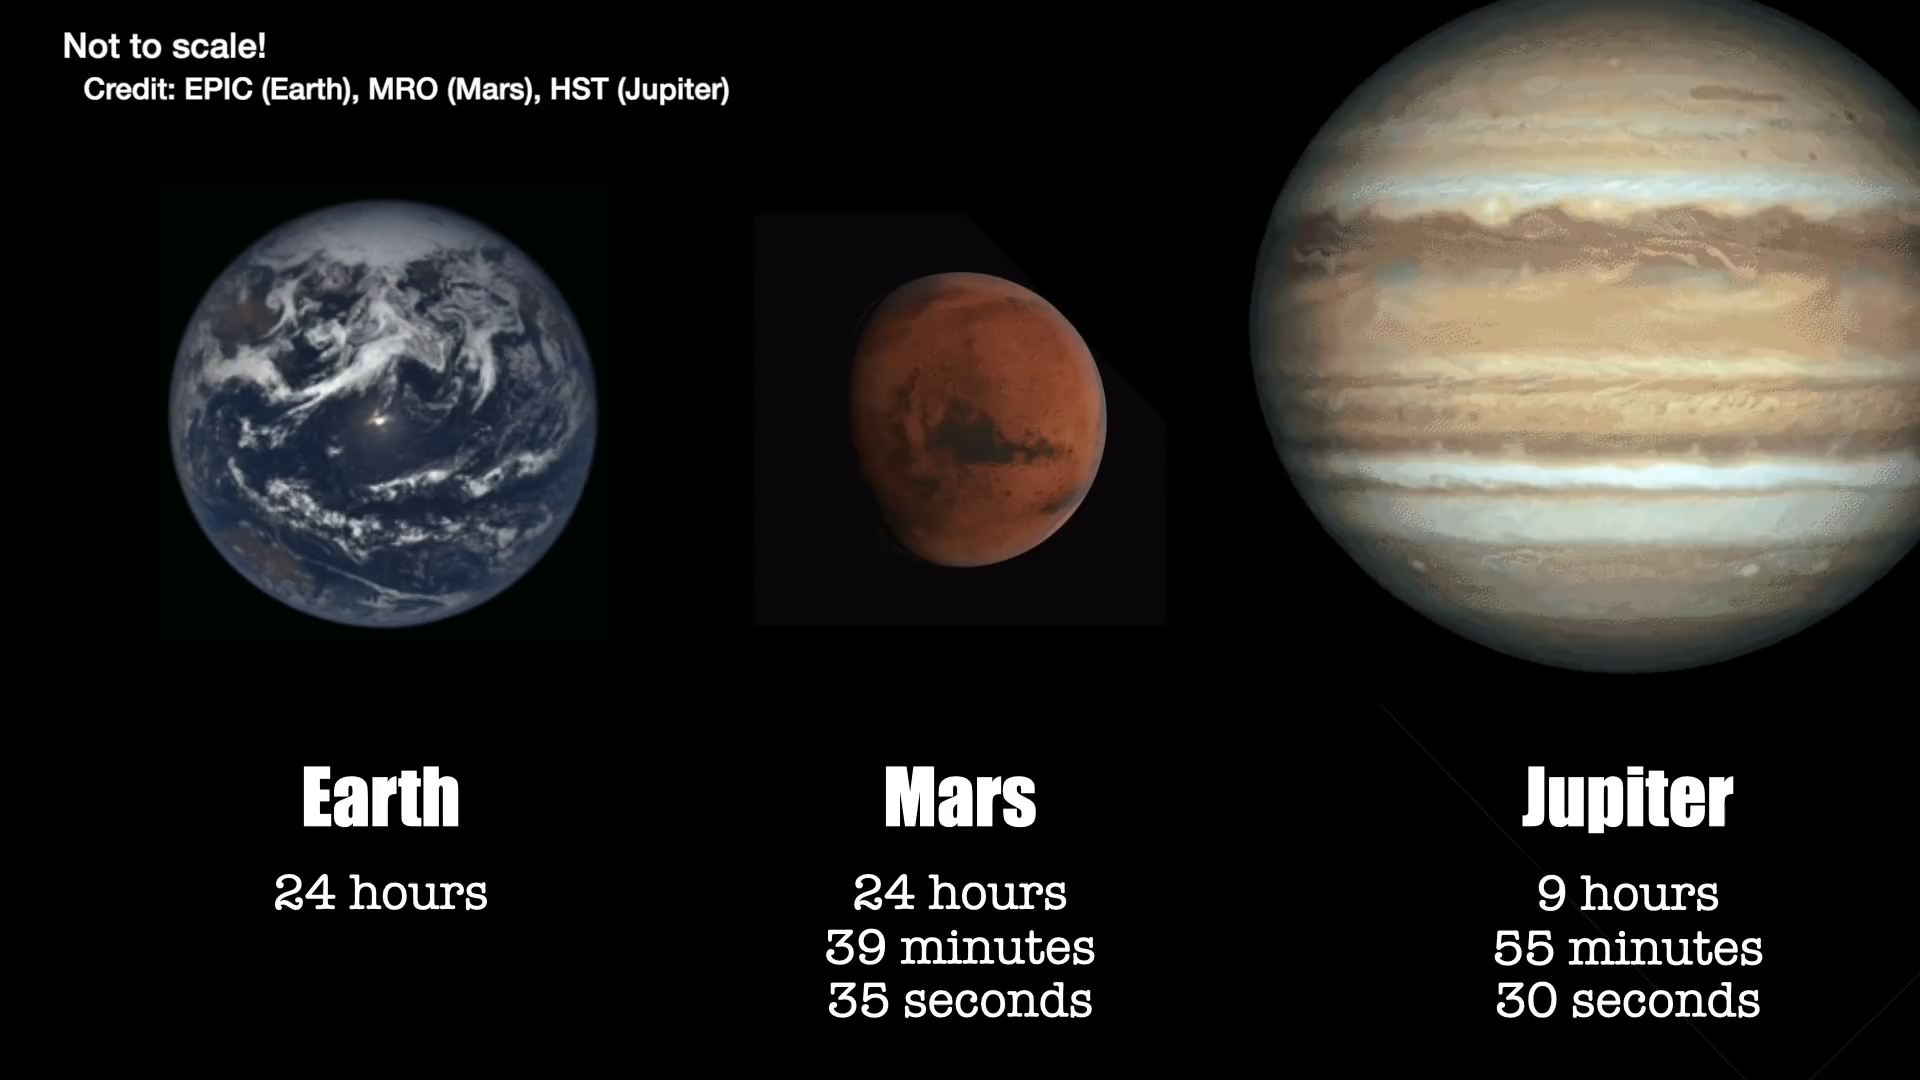 Not to scale!
Credit: EPIC (Earth), MRO (Mars), HST (Jupiter)
Earth
24 hours
Mars
24 hours
39 minutes
35 seconds
Jupiter
9 hours
55 minutes
30 seconds